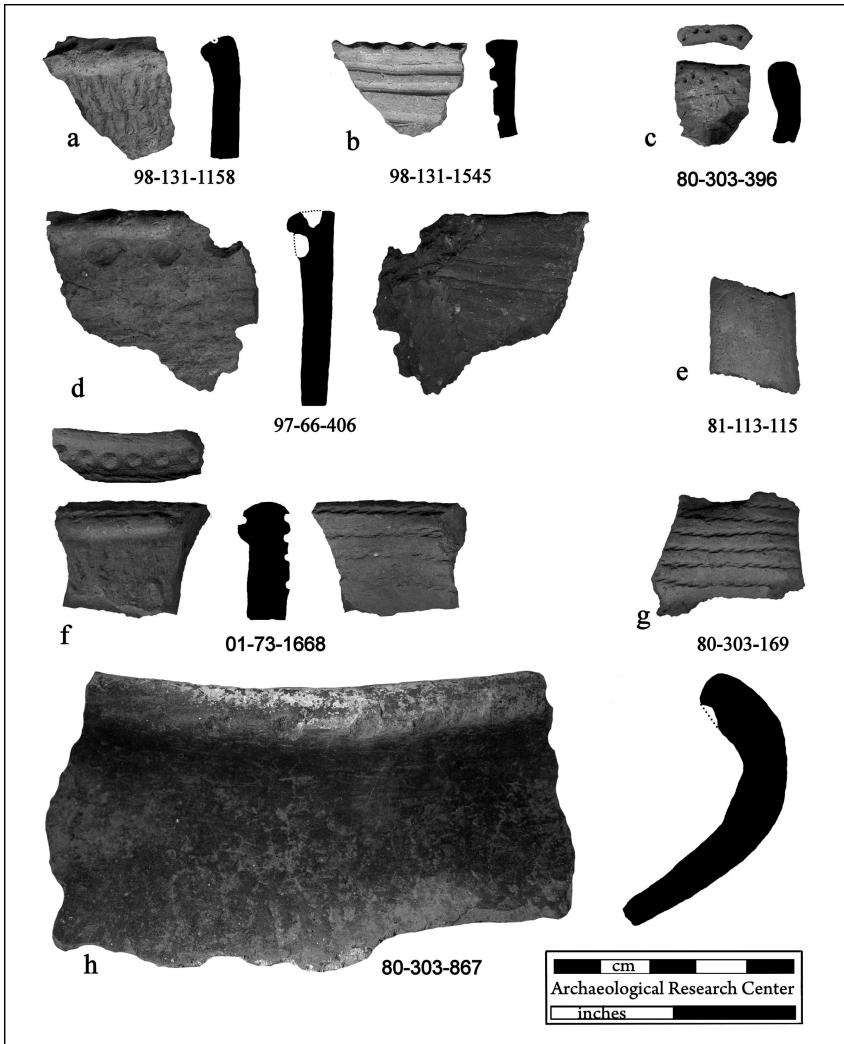 a
98-131-1158
b
98-131-1545
c
80-303-396
d
97-66-406
e
81-113-115
f
01-73-1668
g
80-303-169
h
80-303-867
cm
Archaeological Research Center
inches